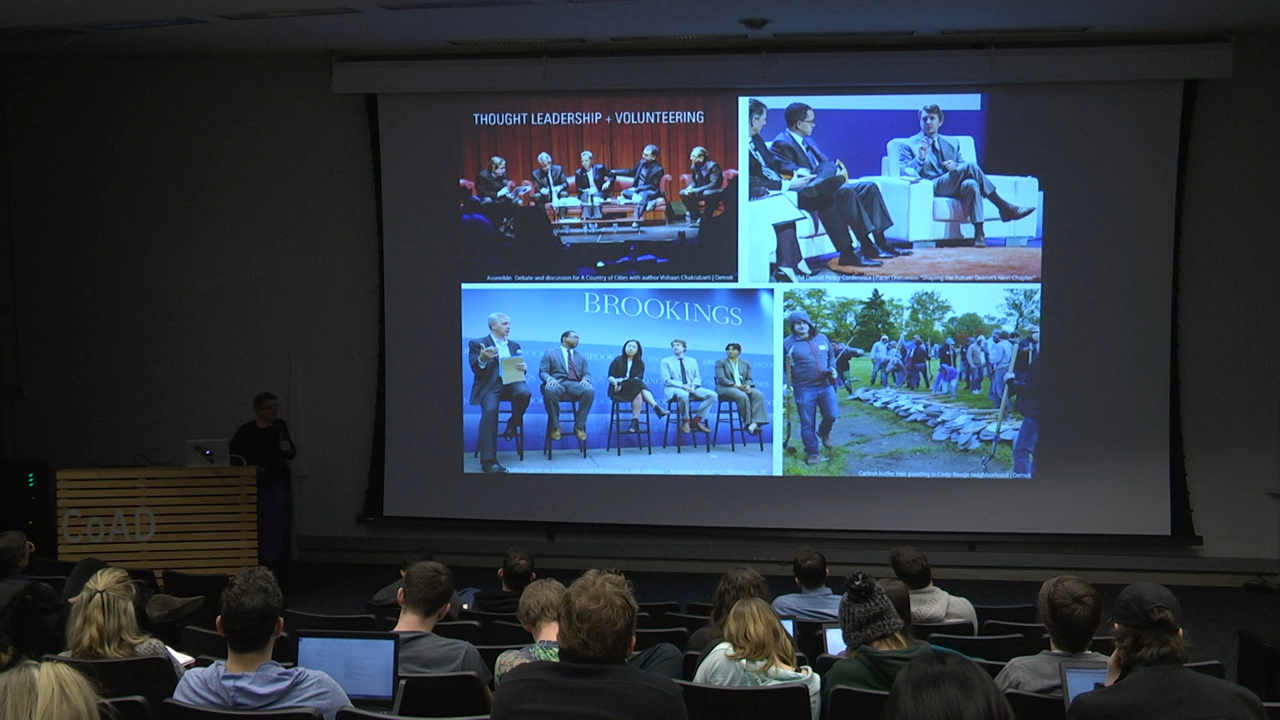 THOUGHT LEADERSHIP + VOLUNTEERING
Assemble: Debate and discussion for A Country of Cities with author Vishaan Chakrabarti | Detroit
Detroit Policy Conference | Panel Discussion "Shaping the Future: Detroit's Next Chapter"
BROOKINGS
Carbon buffer tree-planting in Cody Rouge neighborhood | Detroit
CoAD